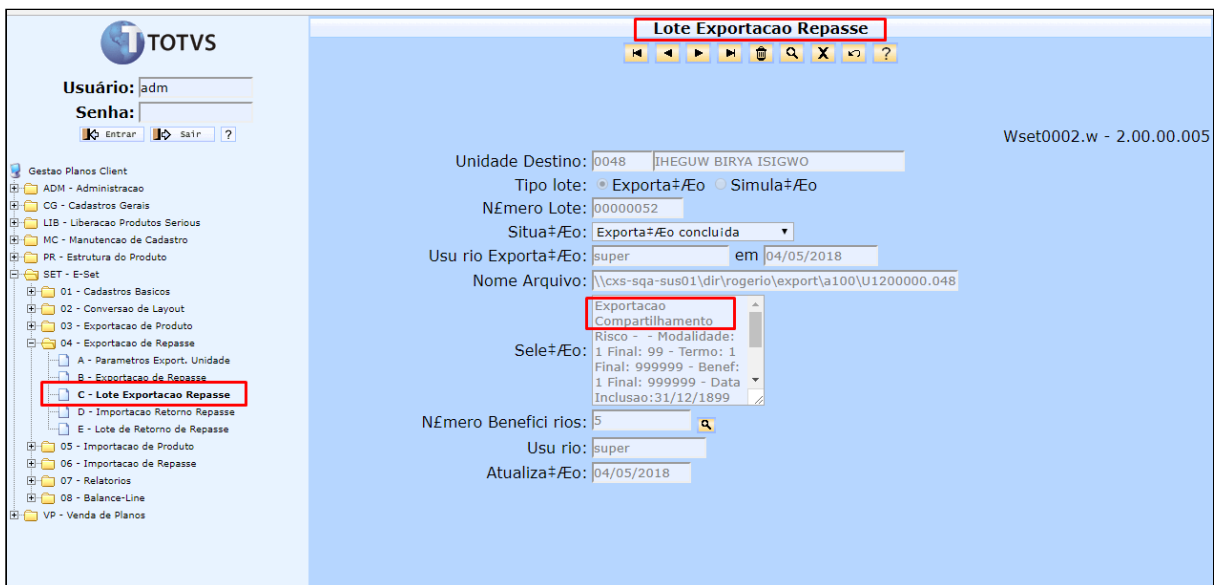 TOTVS
Usuário: adm
Senha:
Entrar Sair ?
Gestao Planos Client
ADM - Administracao
CG - Cadastros Gerais
LIB - Liberacao Produtos Serious
MC - Manutencao de Cadastro
PR - Estrutura do Produto
SET - E-Set
01 - Cadastros Basicos
02 - Conversao de Layout
03 - Exportacao de Produto
04 - Exportacao de Repasse
A - Parametros Export. Unidade
B - Exportacao de Repasse
C - Lote Exportacao Repasse
D - Importacao Retorno Repasse
E - Lote de Retorno de Repasse
05 - Importacao de Produto
06 - Importacao de Repasse
07 - Relatorios
08 - Balance-Line
VP - Venda de Planos
Lote Exportacao Repasse
X ?
Wset0002.w - 2.00.00.005
Unidade Destino: 0048 IHEGUW BIRYA ISIGWO
Tipo lote: Exporta‡Æo Simula‡Æo
N£mero Lote: 00000052
Situa‡Æo: Exporta‡Æo concluida
Usu rio Exporta‡Æo: super em 04/05/2018
Nome Arquivo: \\cxs-sqa-sus01\dir\rogerio\export\a100\U1200000.048
Sele‡Æo:
Exportacao
Compartilhamento
Risco - - Modalidade:
1 Final: 99 - Termo: 1
Final: 999999 - Benef:
1 Final: 999999 - Data
Inclusao:31/12/1899
N£mero Benefici rios: 5
Usu rio: super
Atualiza‡Æo: 04/05/2018